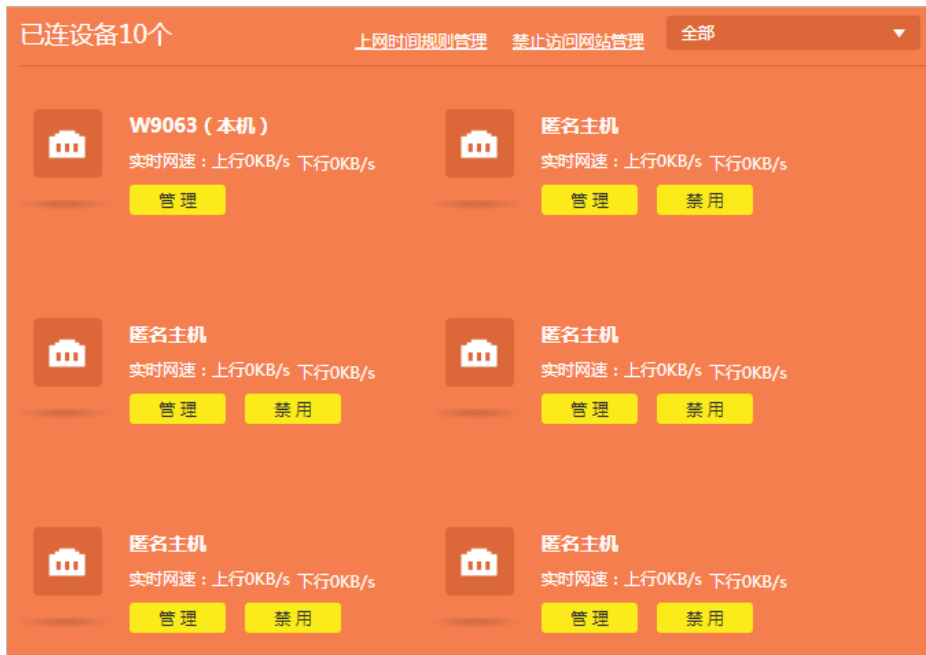 已连设备10个
上网时间规则管理 禁止访问网站管理 全部
W9063（本机）
实时网速：上行0KB/s 下行0KB/s
管理
匿名主机
实时网速：上行0KB/s 下行0KB/s
管理 禁用
匿名主机
实时网速：上行0KB/s 下行0KB/s
管理 禁用
匿名主机
实时网速：上行0KB/s 下行0KB/s
管理 禁用
匿名主机
实时网速：上行0KB/s 下行0KB/s
管理 禁用
匿名主机
实时网速：上行0KB/s 下行0KB/s
管理 禁用